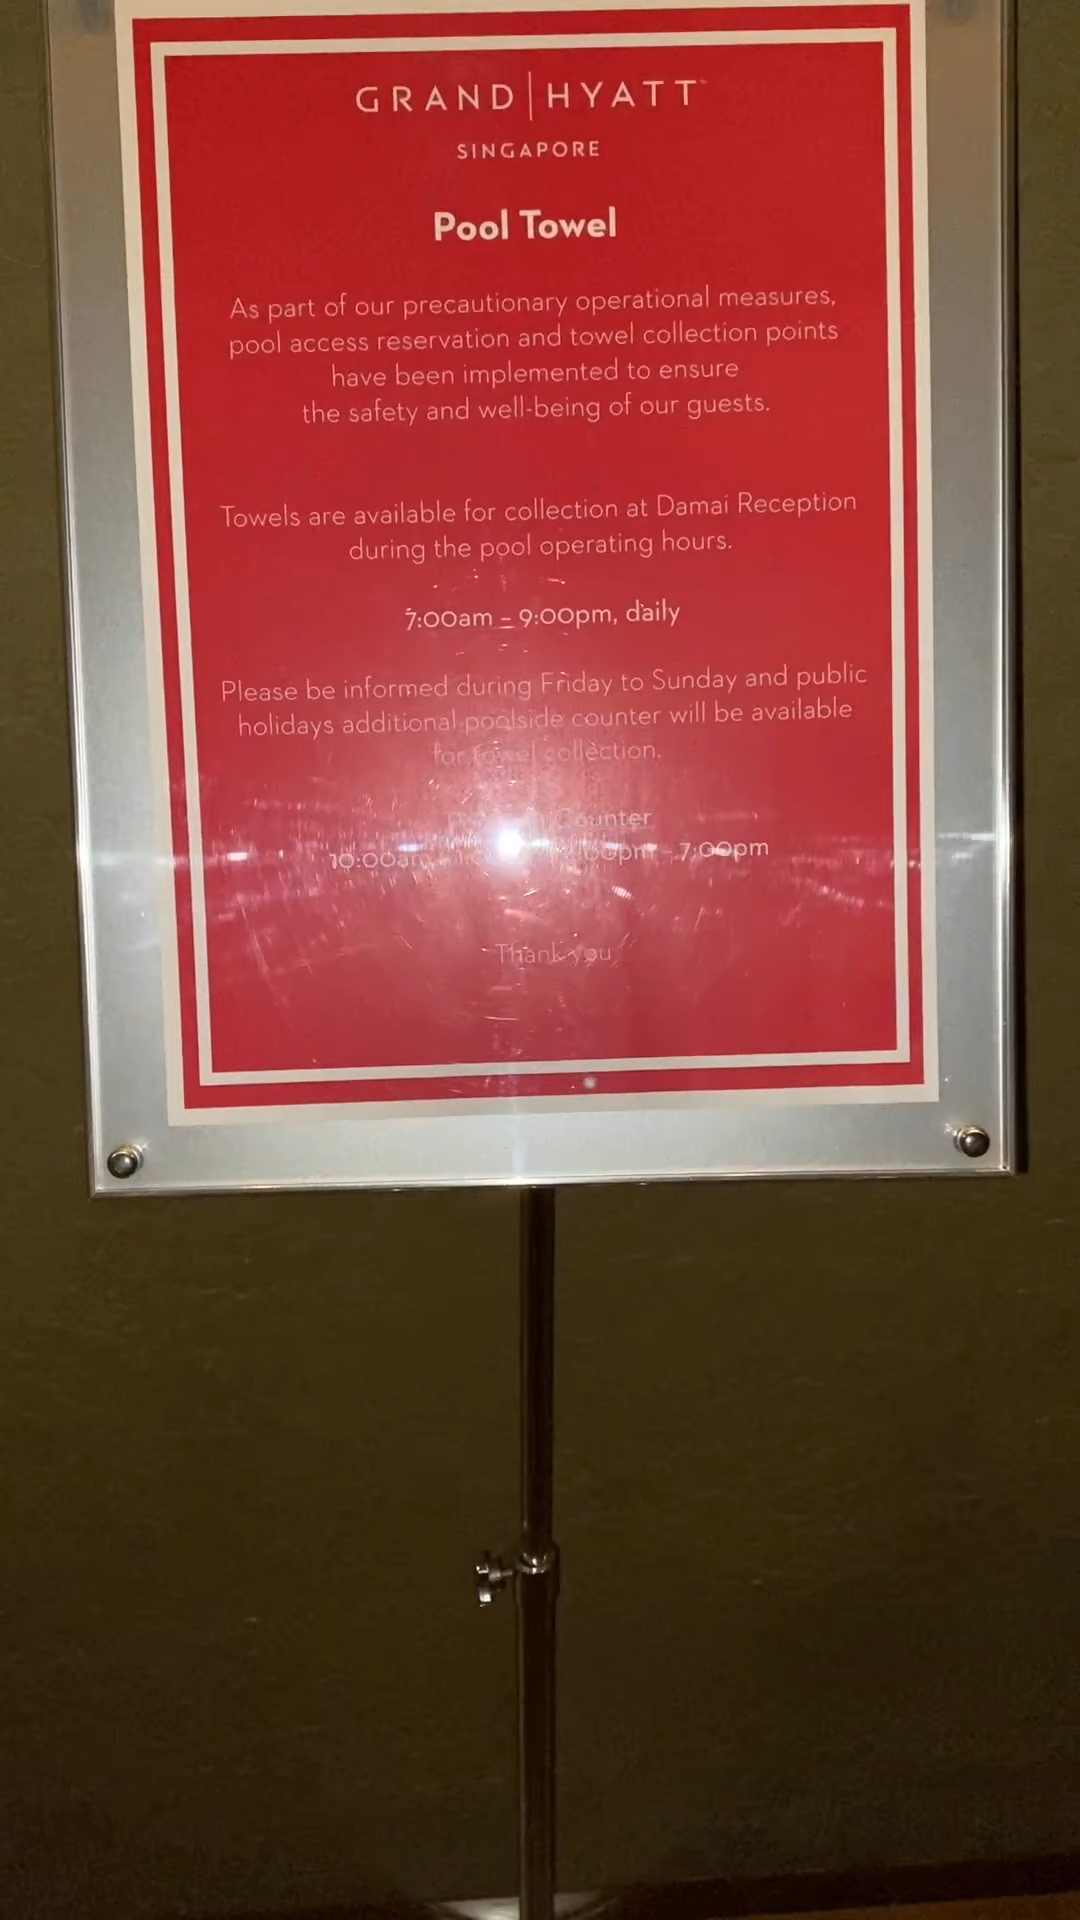 GRAND | HYATT™
SINGAPORE
Pool Towel
As part of our precautionary operational measures,
pool access reservation and towel collection points
have been implemented to ensure
the safety and well-being of our guests.
Towels are available for collection at Damai Reception
during the pool operating hours.
7:00am – 9:00pm, daily
Please be informed during Friday to Sunday and public
holidays additional poolside counter will be available
for towel collection.
Counter
10:00am – 7:00pm
Thank you